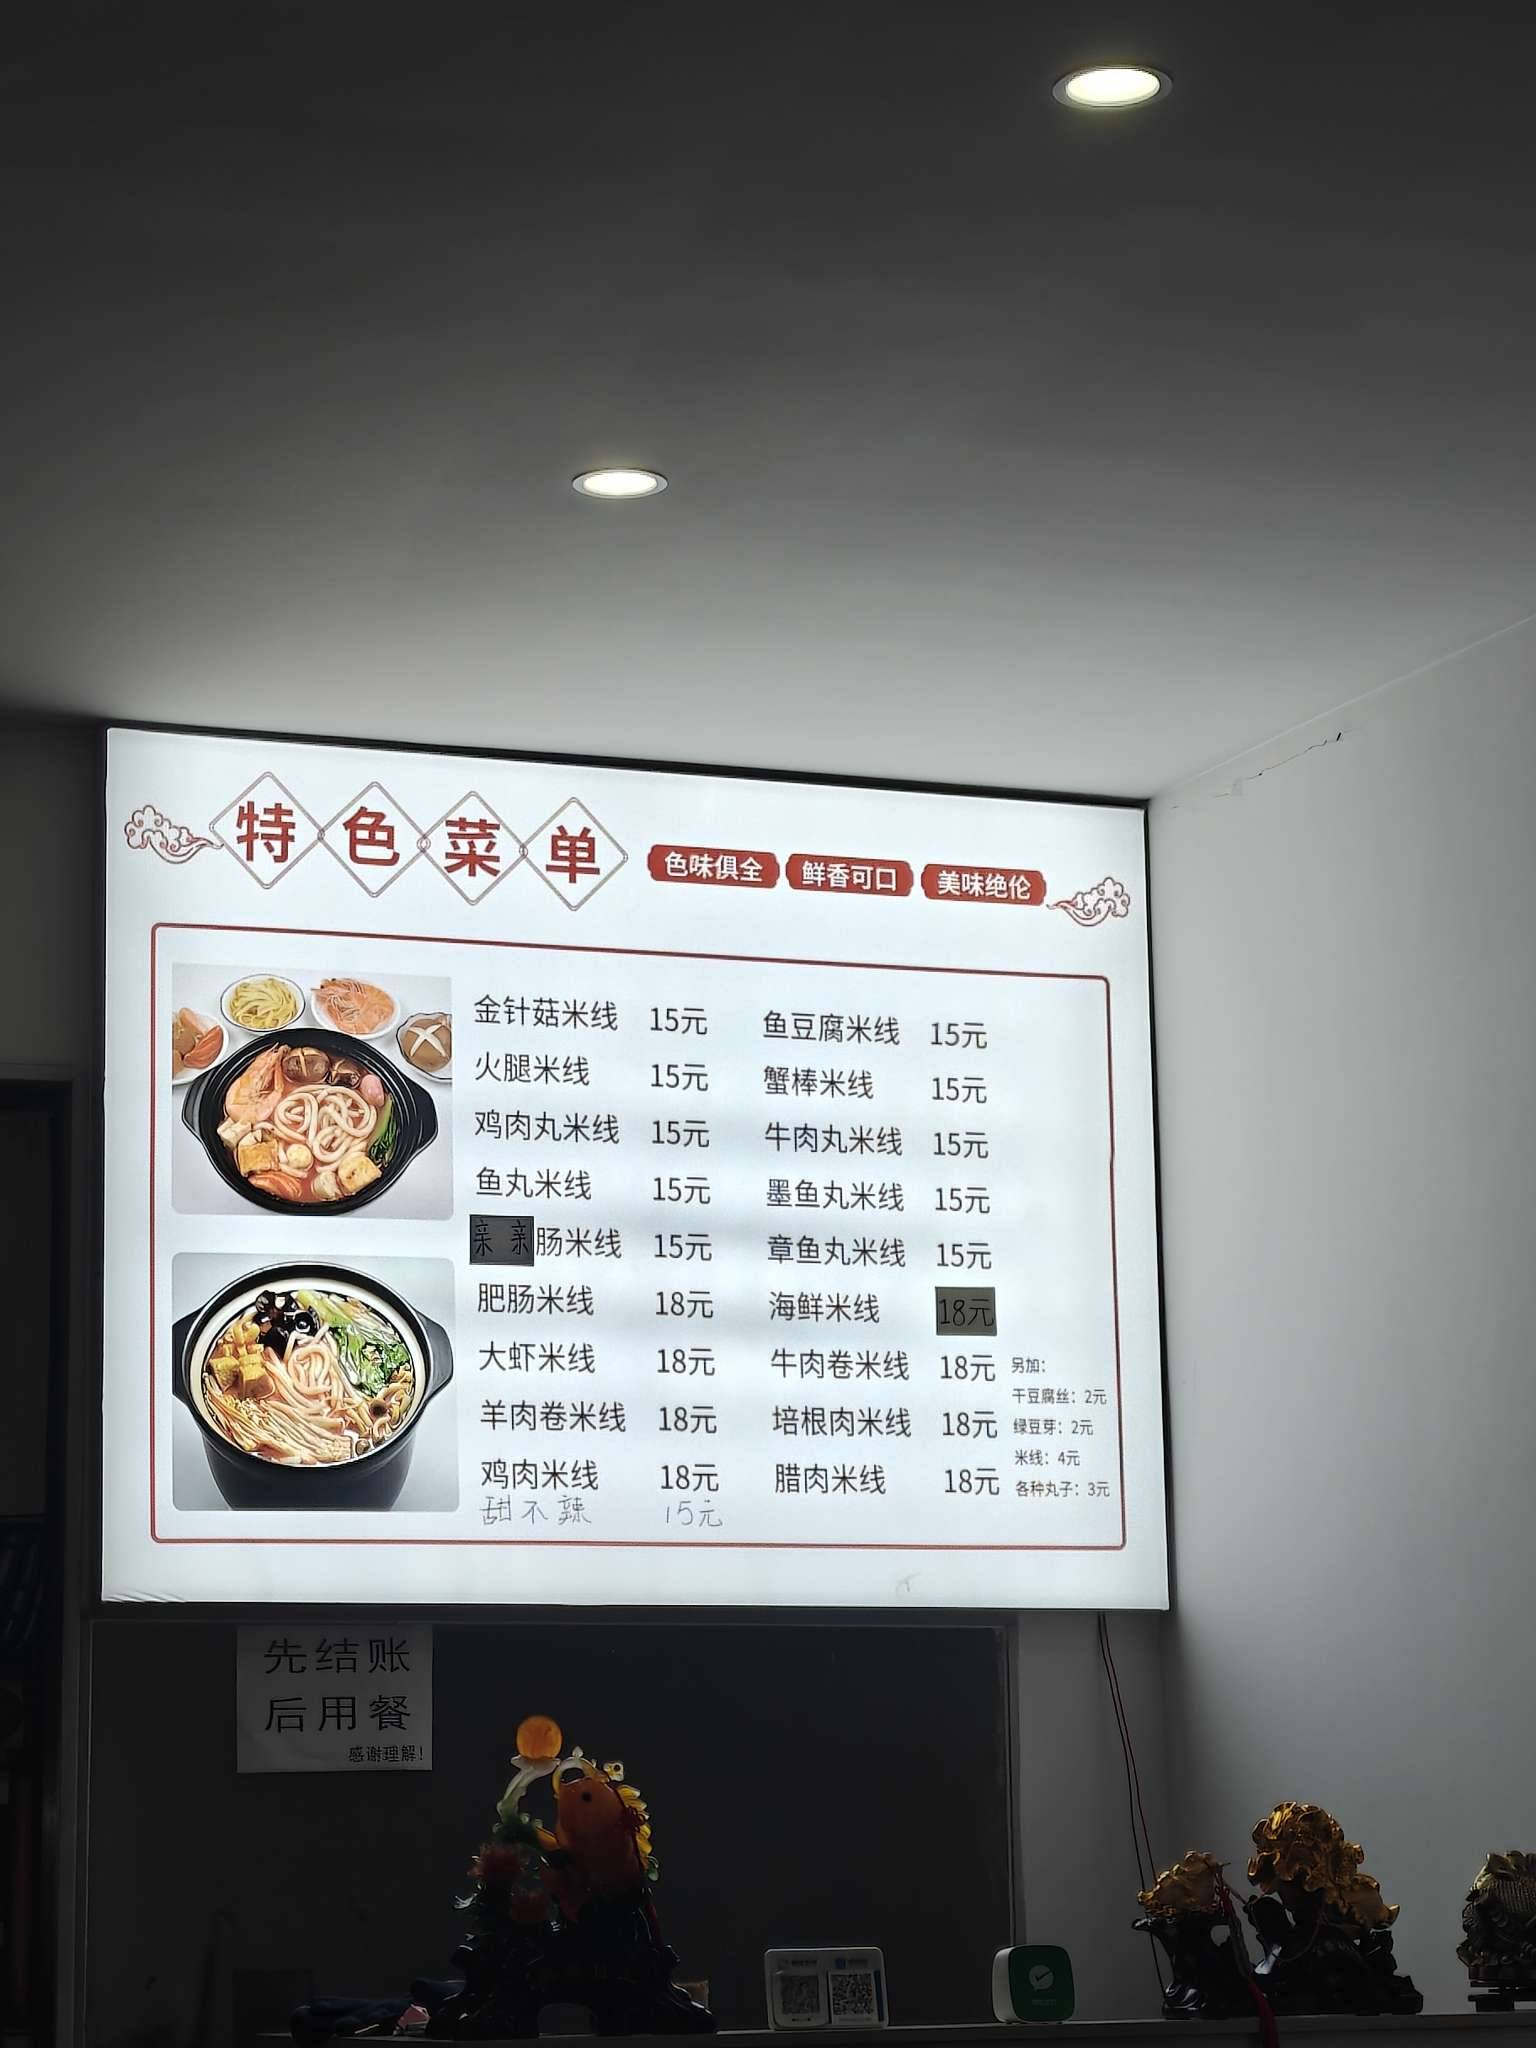 特色菜单
色味俱全 鲜香可口 美味绝伦
金针菇米线 15元
火腿米线 15元
鸡肉丸米线 15元
鱼丸米线 15元
亲亲肠米线 15元
肥肠米线 18元
大虾米线 18元
羊肉卷米线 18元
鸡肉米线 18元
甜不辣 15元
鱼豆腐米线 15元
蟹棒米线 15元
牛肉丸米线 15元
墨鱼丸米线 15元
章鱼丸米线 15元
海鲜米线 18元
牛肉卷米线 18元
培根肉米线 18元
腊肉米线 18元
另加：
干豆腐丝：2元
绿豆芽：2元
米线：4元
各种丸子：3元
先结账
后用餐
感谢理解！